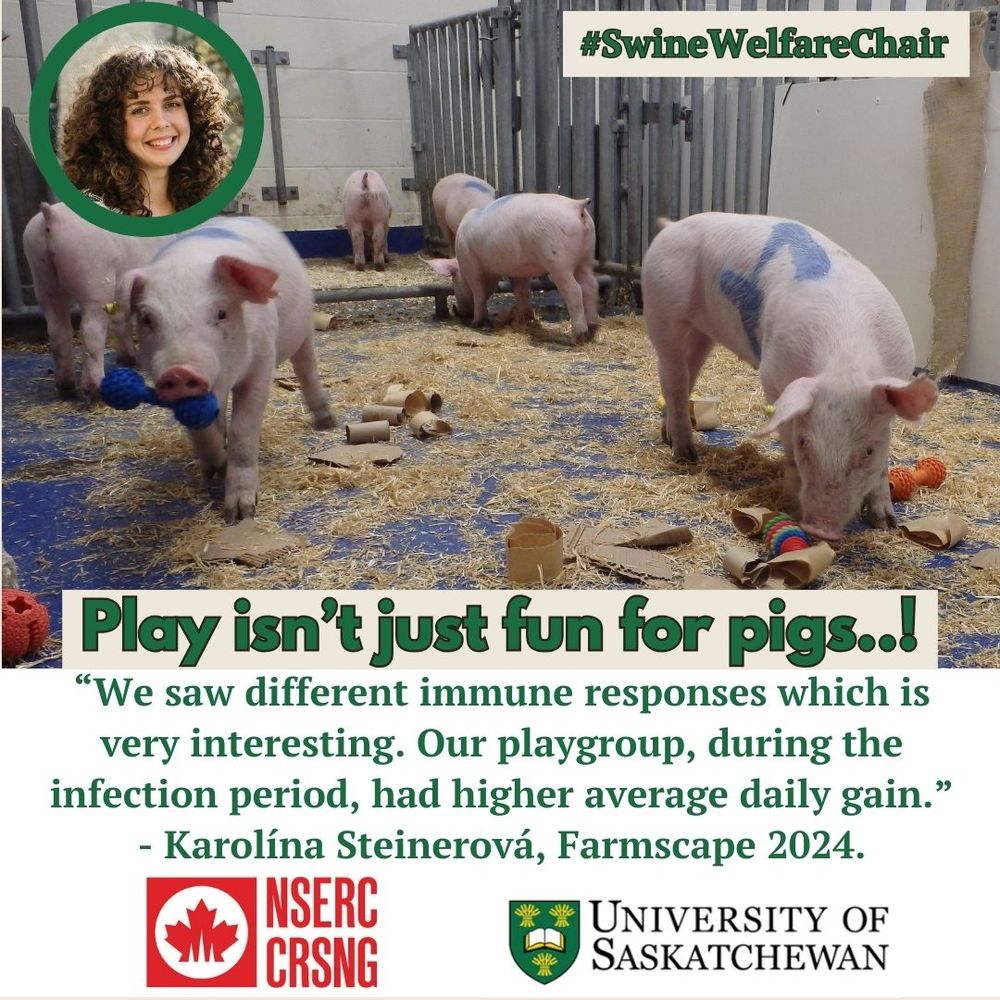 #SwineWelfareChair
Play isn’t just fun for pigs..!
“We saw different immune responses which is
very interesting. Our playgroup, during the
infection period, had higher average daily gain.”
- Karolína Steinerová, Farmscape 2024.
NSERC
CRSNG
UNIVERSITY OF
SASKATCHEWAN